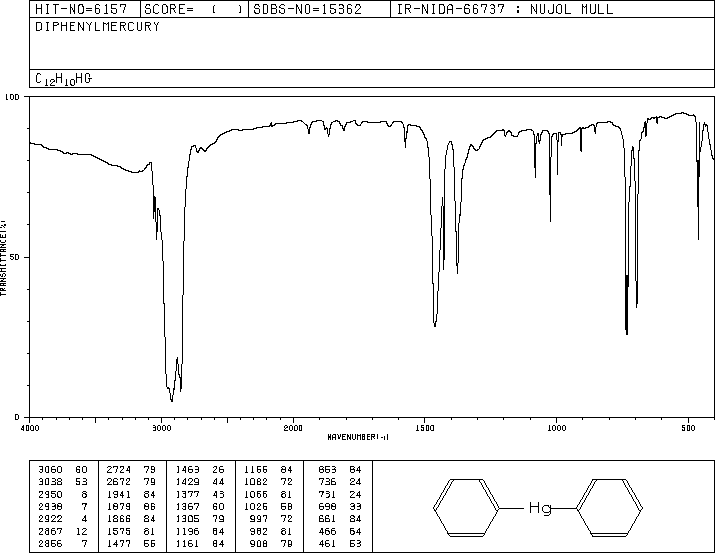 HIT-NO=6157 SCORE= ( ) SDBS-NO=15362 IR-NIDA-66737 : NUJOL MULL
DIPHENYLMERCURY
C12H10HG
100
50
0
TRANSMITTANCE(%)
4000 3000 2000 1500 1000 500
WAVENUMBER(-1)
3060 60 2724 79 1463 26 1156 84 853 84
3038 53 2672 79 1429 44 1082 72 736 24
2950 8 1941 84 1377 43 1066 81 731 24
2938 7 1879 86 1367 60 1026 58 698 33
2922 4 1866 84 1305 79 997 72 661 84
2867 12 1575 81 1196 84 982 81 466 64
2856 7 1477 66 1161 84 908 79 461 53
Hg